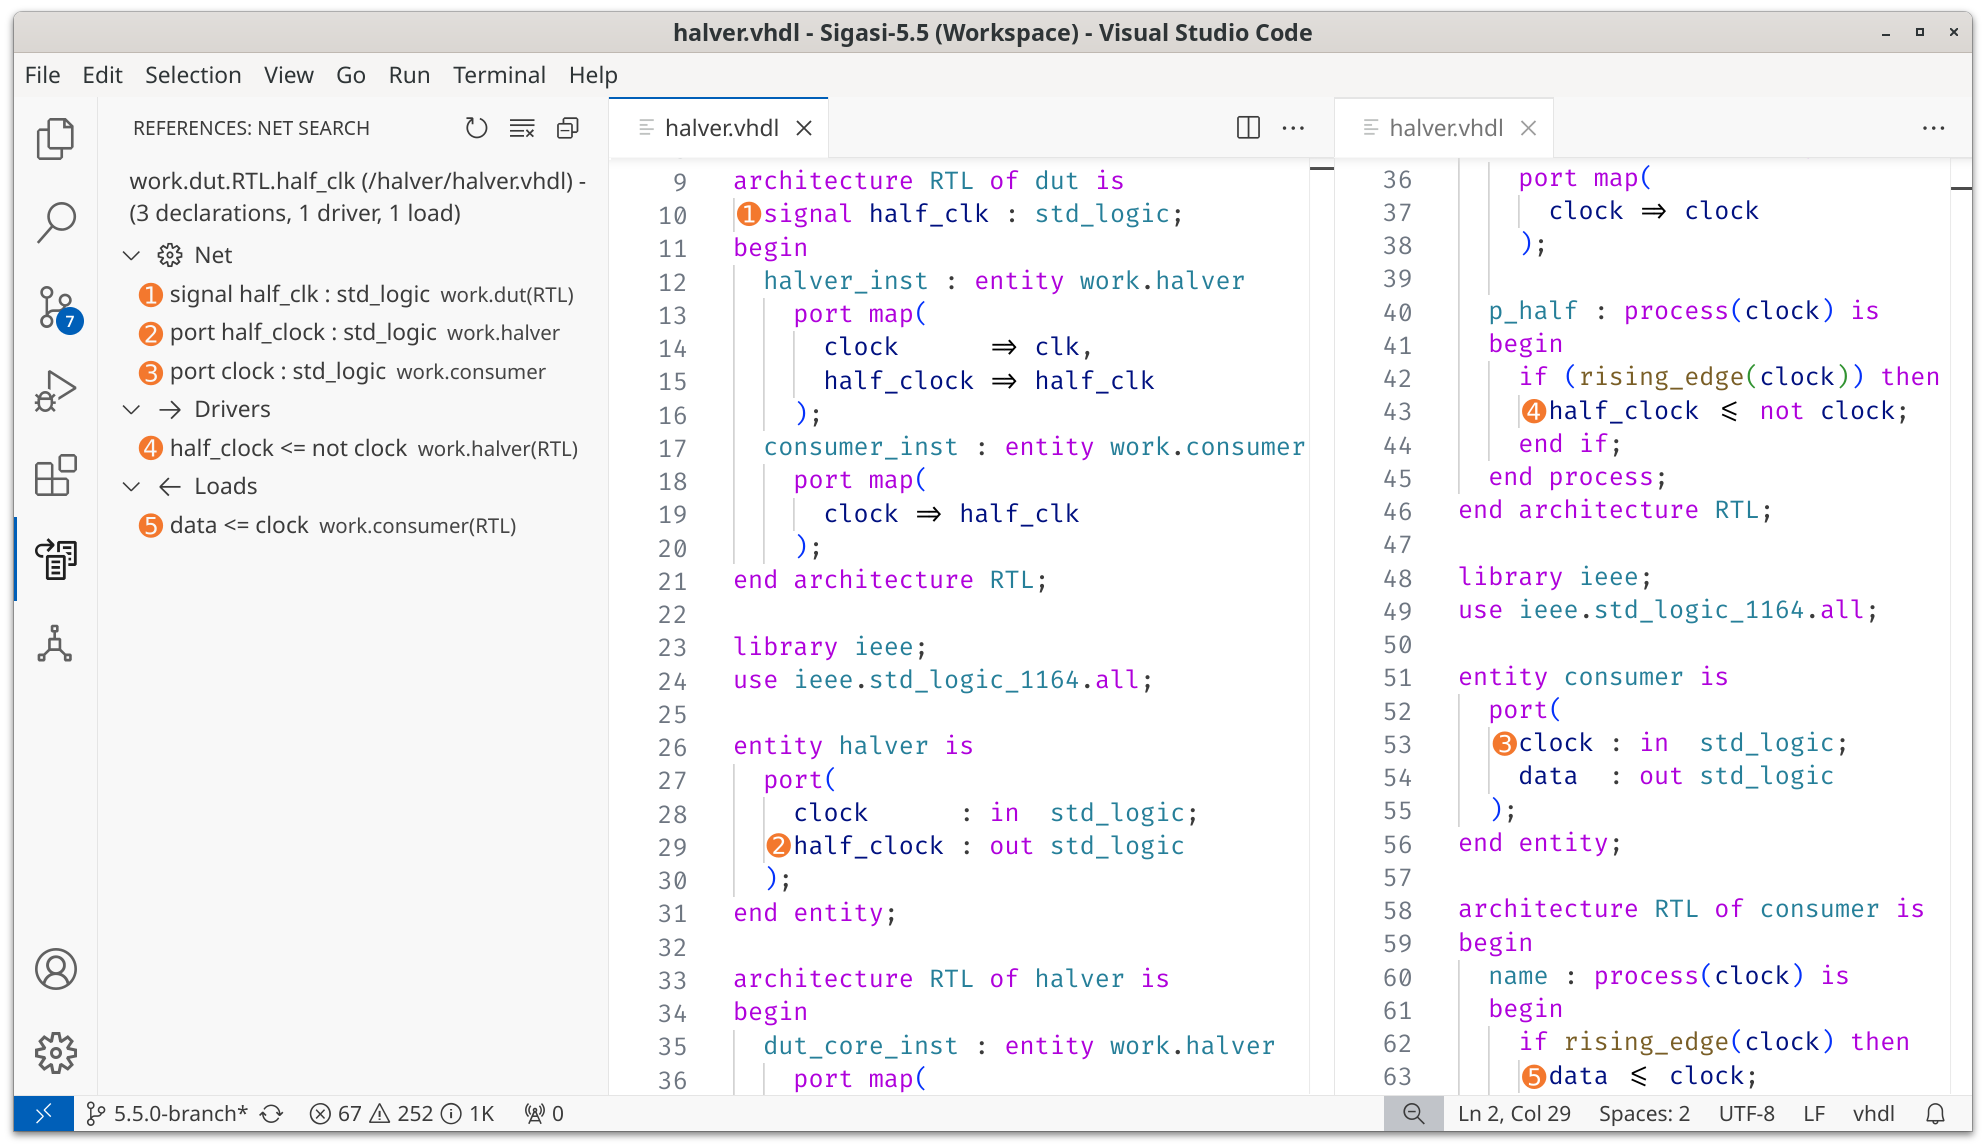 halver.vhdl - Sigasi-5.5 (Workspace) - Visual Studio Code
File Edit Selection View Go Run Terminal Help
REFERENCES: NET SEARCH
work.dut.RTL.half_clk (/halver/halver.vhdl) -
(3 declarations, 1 driver, 1 load)
Net
1 signal half_clk : std_logic work.dut(RTL)
2 port half_clock : std_logic work.halver
3 port clock : std_logic work.consumer
Drivers
4 half_clock <= not clock work.halver(RTL)
Loads
5 data <= clock work.consumer(RTL)
7
halver.vhdl
9 architecture RTL of dut is
10 1 signal half_clk : std_logic;
11 begin
12 halver_inst : entity work.halver
13 port map(
14 clock => clk,
15 half_clock => half_clk
16 );
17 consumer_inst : entity work.consumer
18 port map(
19 clock => half_clk
20 );
21 end architecture RTL;
22
23 library ieee;
24 use ieee.std_logic_1164.all;
25
26 entity halver is
27 port(
28 clock : in std_logic;
29 2 half_clock : out std_logic
30 );
31 end entity;
32
33 architecture RTL of halver is
34 begin
35 dut_core_inst : entity work.halver
36 port map(
halver.vhdl
36 port map(
37 clock => clock
38 );
39
40 p_half : process(clock) is
41 begin
42 if (rising_edge(clock)) then
43 4 half_clock <= not clock;
44 end if;
45 end process;
46 end architecture RTL;
47
48 library ieee;
49 use ieee.std_logic_1164.all;
50
51 entity consumer is
52 port(
53 3 clock : in std_logic;
54 data : out std_logic
55 );
56 end entity;
57
58 architecture RTL of consumer is
59 begin
60 name : process(clock) is
61 begin
62 if rising_edge(clock) then
63 5 data <= clock;
5.5.0-branch* 67 252 1K 0 Ln 2, Col 29 Spaces: 2 UTF-8 LF vhdl